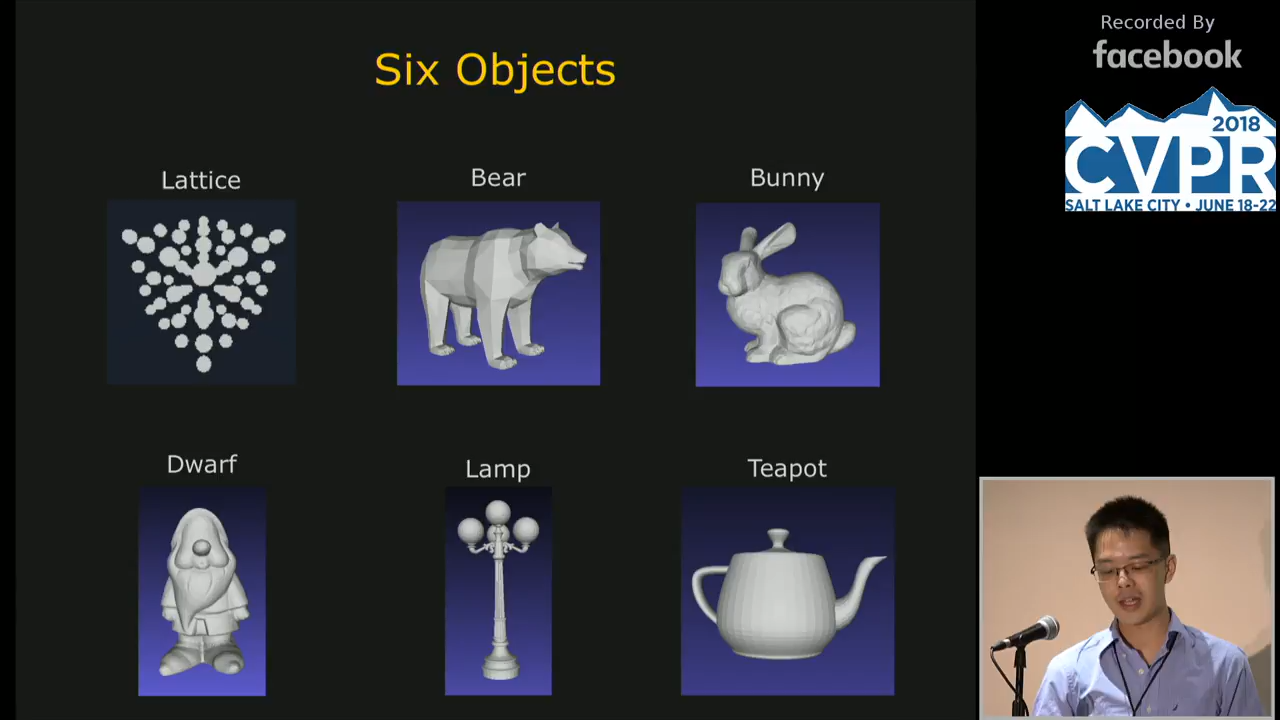 Six Objects
Lattice
Bear
Bunny
Dwarf
Lamp
Teapot
Recorded By
facebook
2018
CVPR
SALT LAKE CITY • JUNE 18-22